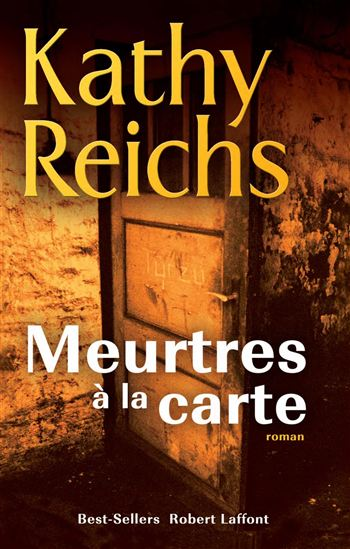 Kathy
Reichs
Meurtres
à la carte
roman
Best-Sellers Robert Laffont